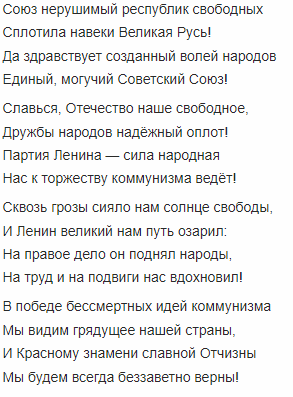 Союз нерушимый республик свободных
Сплотила навеки Великая Русь!
Да здравствует созданный волей народов
Единый, могучий Советский Союз!
Славься, Отечество наше свободное,
Дружбы народов надёжный оплот!
Партия Ленина — сила народная
Нас к торжеству коммунизма ведёт!
Сквозь грозы сияло нам солнце свободы,
И Ленин великий нам путь озарил:
На правое дело он поднял народы,
На труд и на подвиги нас вдохновил!
В победе бессмертных идей коммунизма
Мы видим грядущее нашей страны,
И Красному знамени славной Отчизны
Мы будем всегда беззаветно верны!